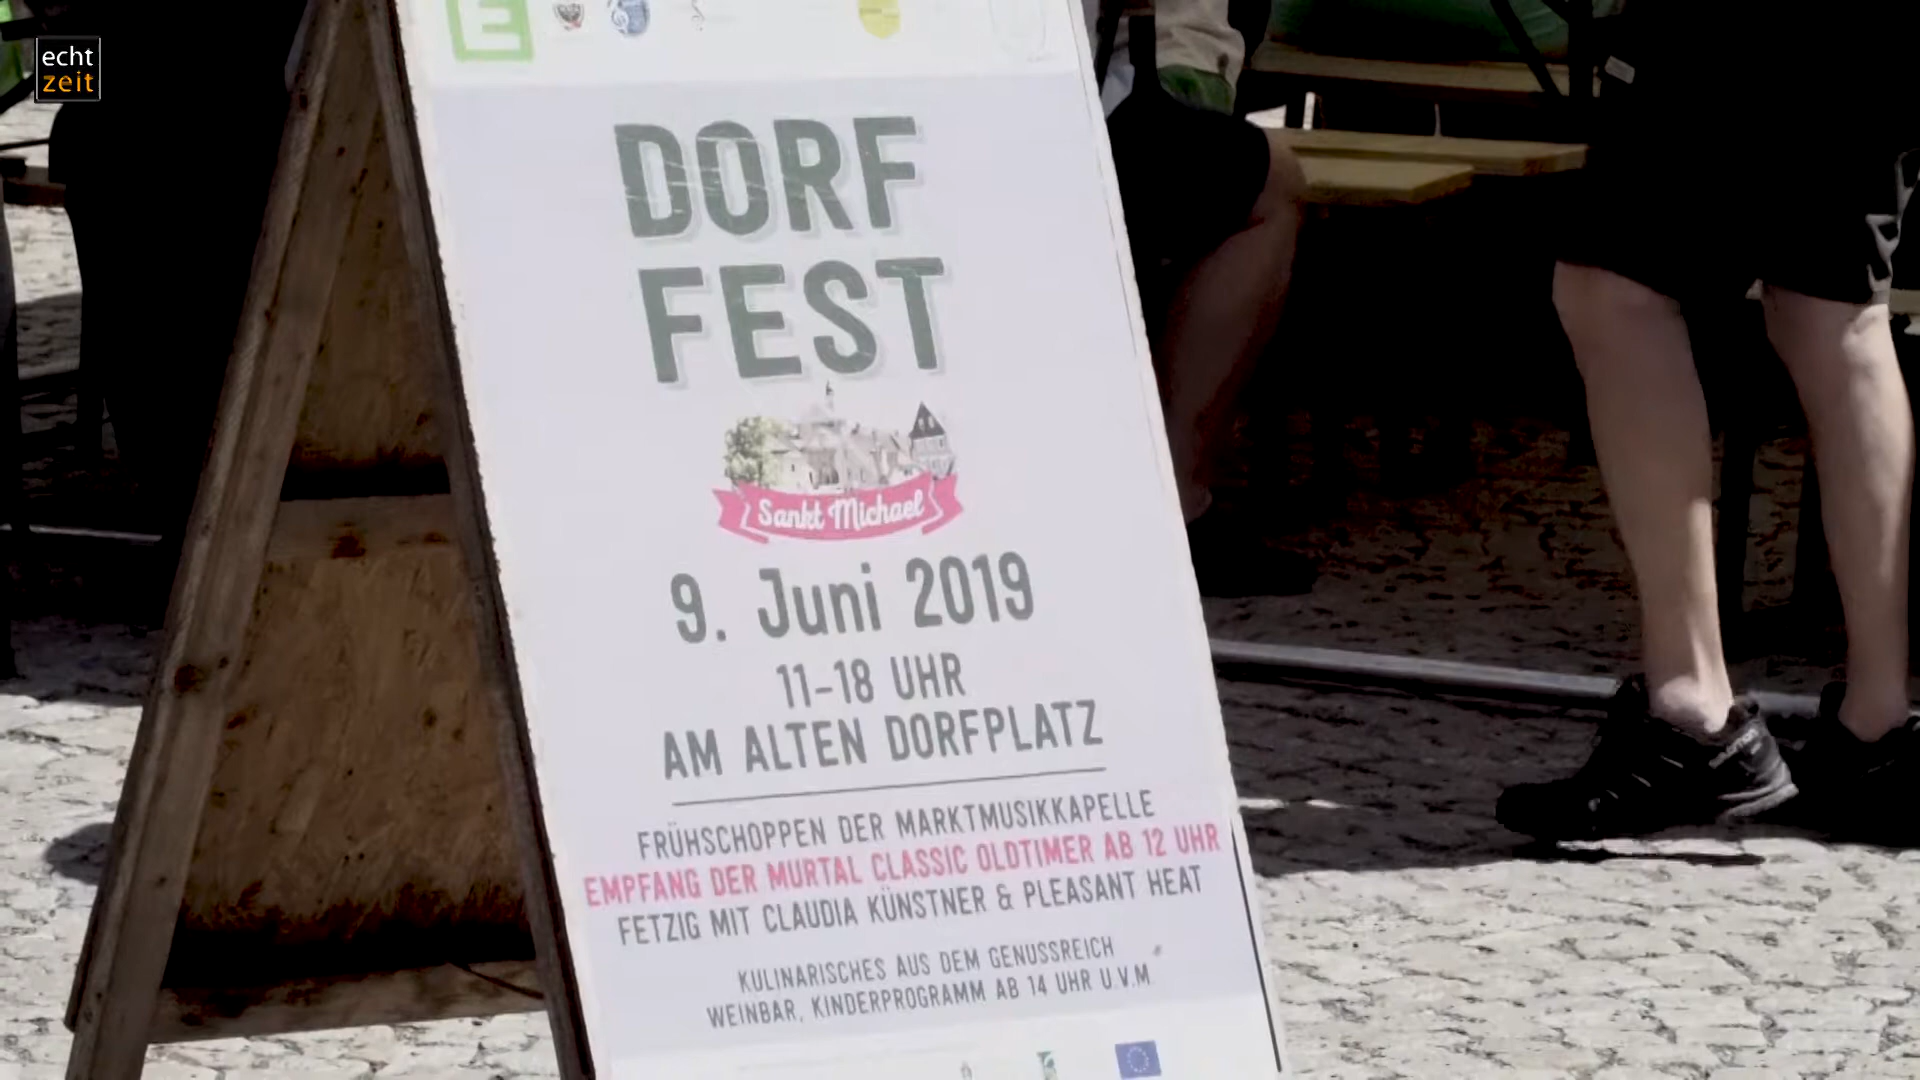 echt
zeit
E
DORF
FEST
Sankt Michael
9. Juni 2019
11-18 UHR
AM ALTEN DORFPLATZ
FRÜHSCHOPPEN DER MARKTMUSIKKAPELLE
EMPFANG DER MURTAL CLASSIC OLDTIMER AB 12 UHR
FETZIG MIT CLAUDIA KÜNSTNER & PLEASANT HEAT
KULINARISCHES AUS DEM GENUSSREICH
WEINBAR, KINDERPROGRAMM AB 14 UHR U.V.M